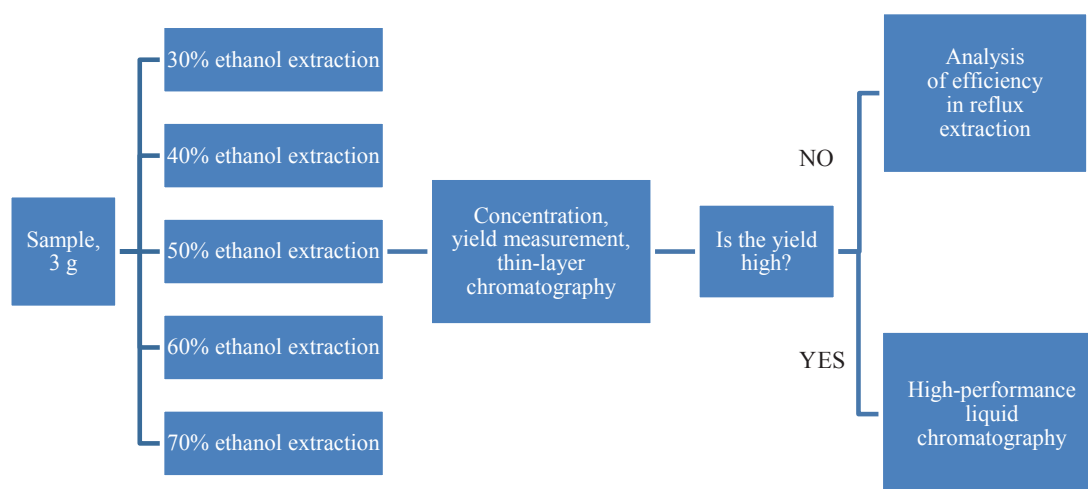 Sample,
3 g
30% ethanol extraction
40% ethanol extraction
50% ethanol extraction
60% ethanol extraction
70% ethanol extraction
Concentration,
yield measurement,
thin-layer
chromatography
Is the yield
high?
NO
YES
Analysis
of efficiency
in reflux
extraction
High-performance
liquid
chromatography